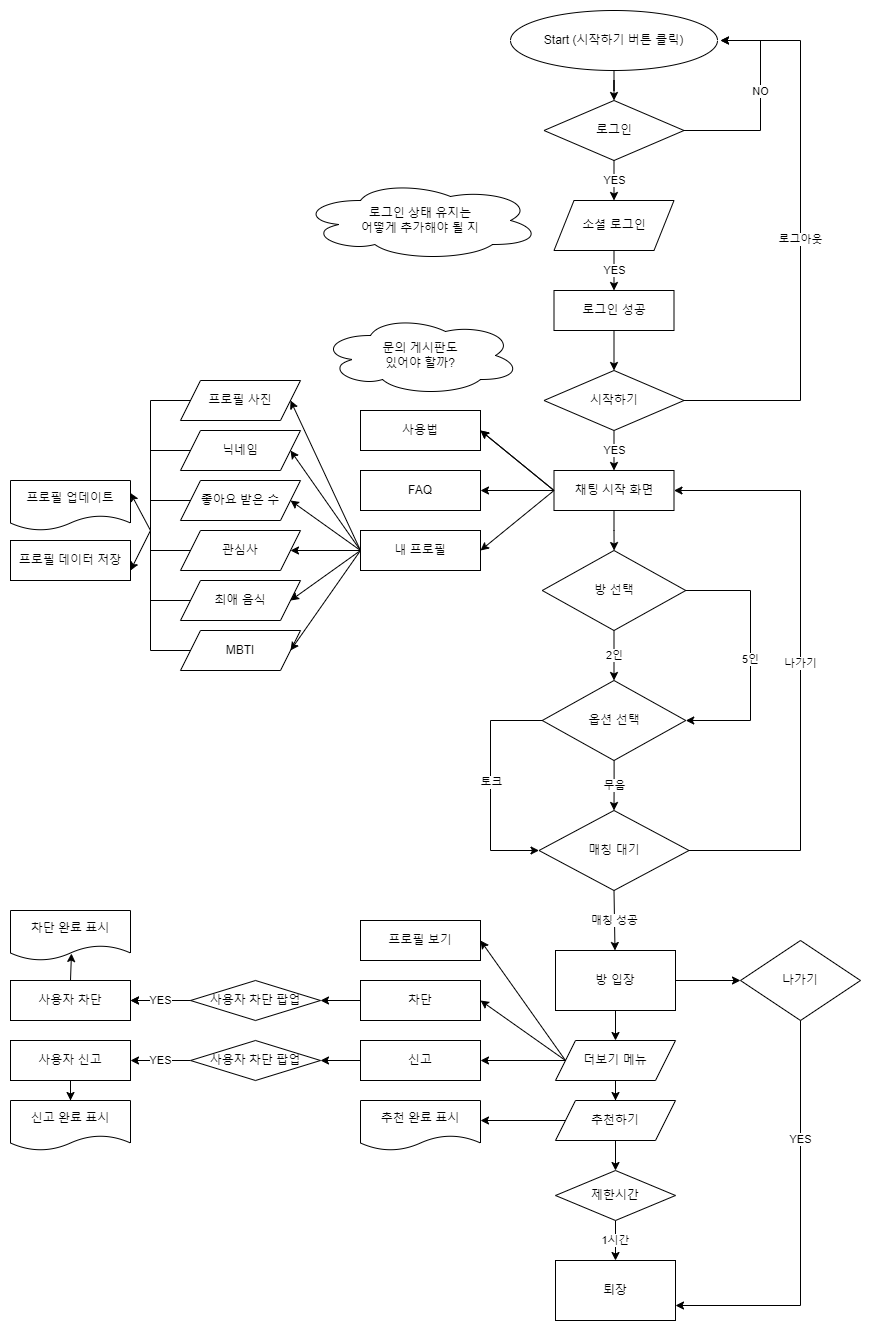 Start (시작하기 버튼 클릭)
NO
로그인
YES
로그인 상태 유지는
어떻게 추가해야 될 지
소셜 로그인
로그아웃
YES
로그인 성공
문의 게시판도
있어야 할까?
프로필 사진
시작하기
사용법
닉네임
YES
프로필 업데이트
좋아요 받은 수
FAQ
채팅 시작 화면
프로필 데이터 저장
관심사
내 프로필
최애 음식
방 선택
MBTI
2인
5인
나가기
옵션 선택
토크
무음
매칭 대기
차단 완료 표시
프로필 보기
매칭 성공
사용자 차단
YES
사용자 차단 팝업
차단
방 입장
나가기
사용자 신고
YES
사용자 차단 팝업
신고
더보기 메뉴
신고 완료 표시
추천 완료 표시
추천하기
YES
제한시간
1시간
퇴장